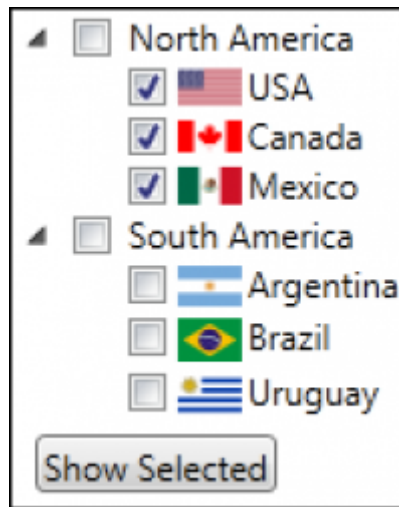 North America
USA
Canada
Mexico
South America
Argentina
Brazil
Uruguay
Show Selected